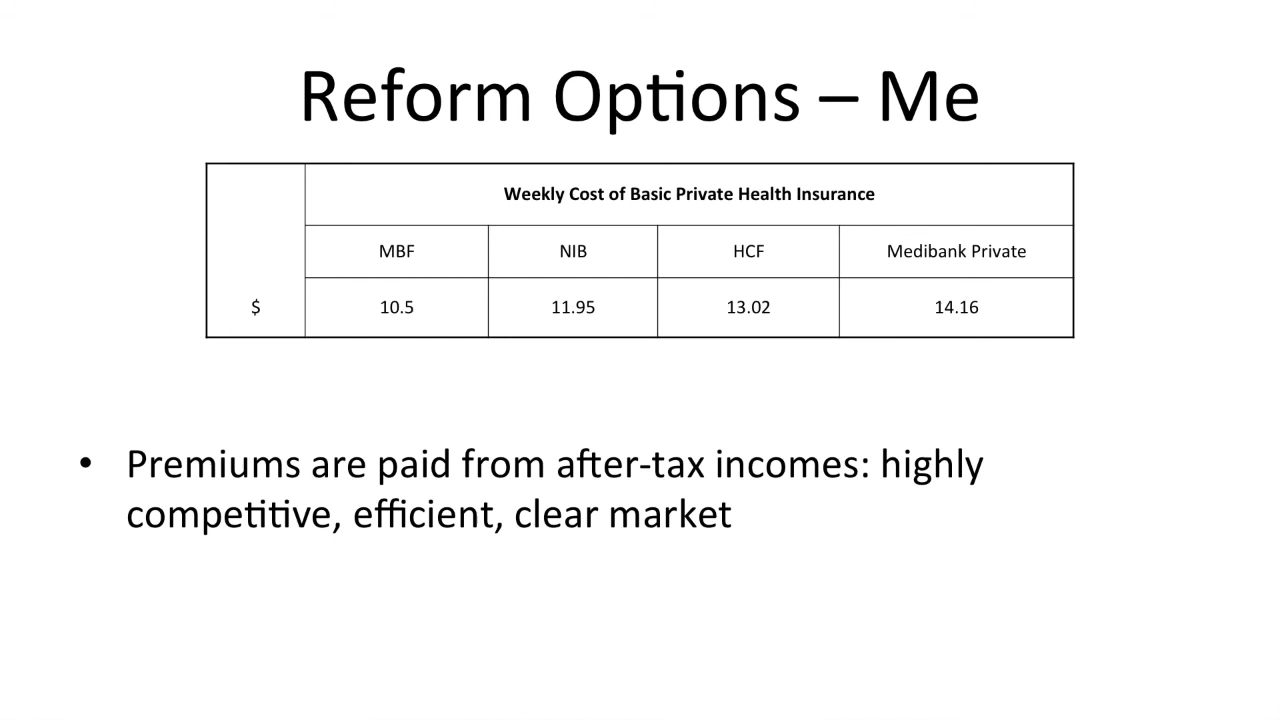 Reform Options – Me
Weekly Cost of Basic Private Health Insurance
MBF NIB HCF Medibank Private
$ 10.5 11.95 13.02 14.16
• Premiums are paid from after-tax incomes: highly
competitive, efficient, clear market